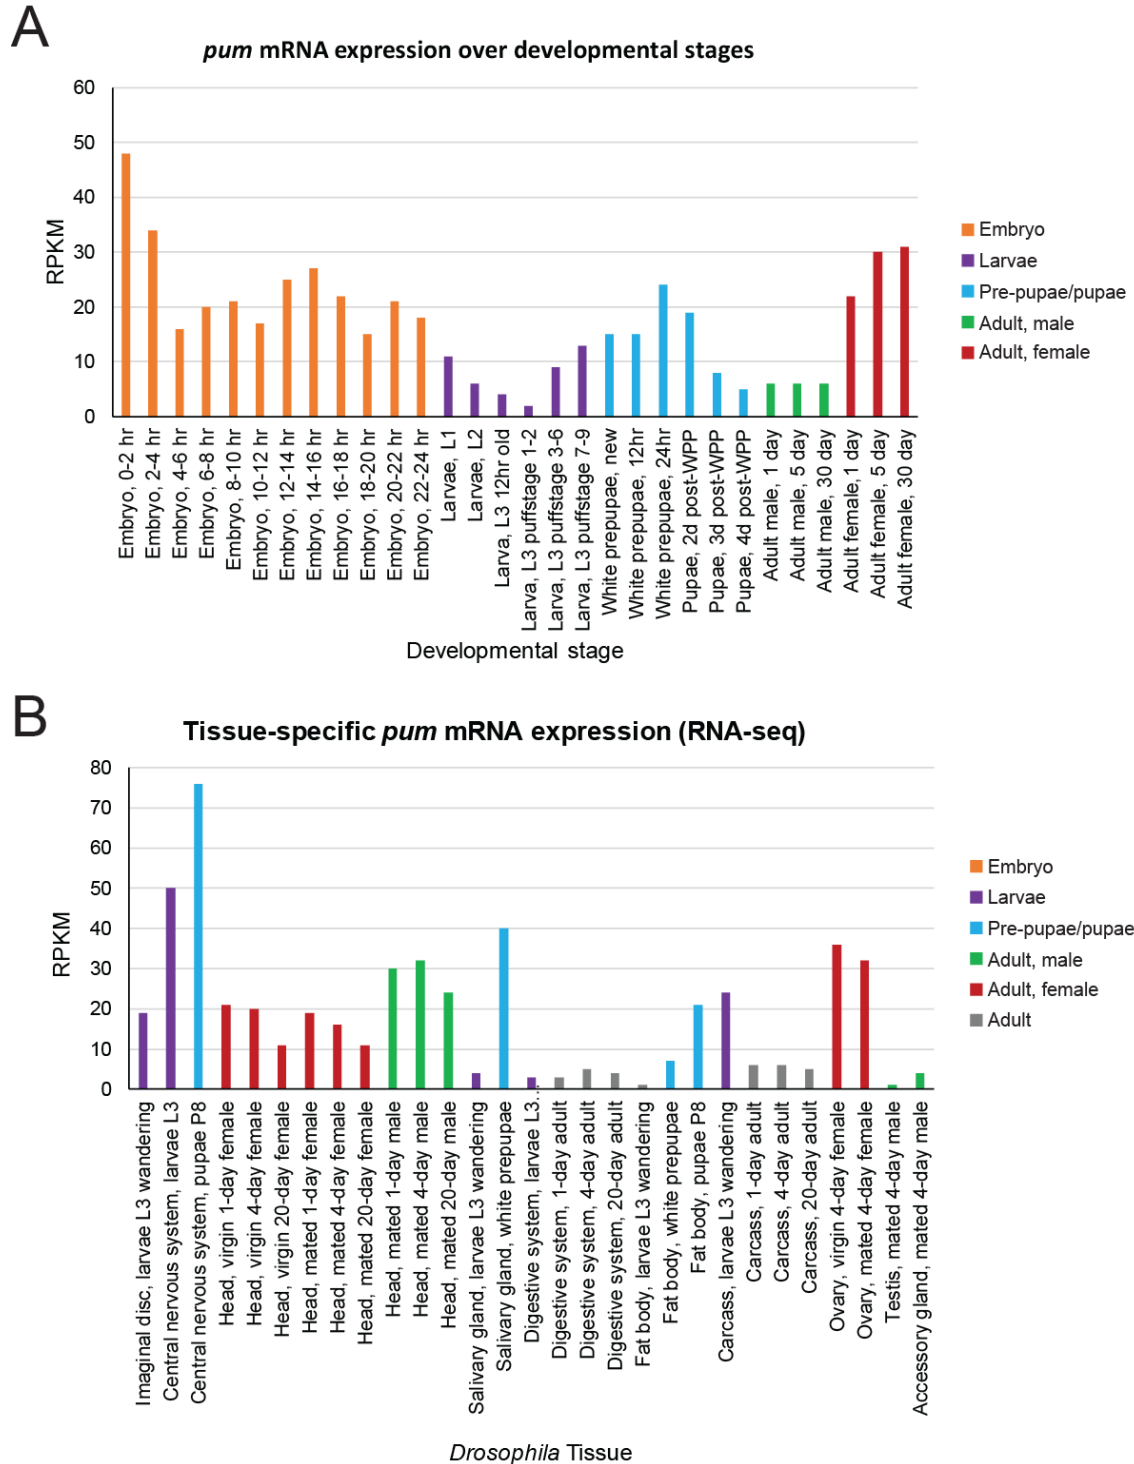 A
pum mRNA expression over developmental stages
60
50
40
30
20
10
0
RPKM
Embryo
Larvae
Pre-pupae/pupae
Adult, male
Adult, female
Embryo, 0-2 hr
Embryo, 2-4 hr
Embryo, 4-6 hr
Embryo, 6-8 hr
Embryo, 8-10 hr
Embryo, 10-12 hr
Embryo, 12-14 hr
Embryo, 14-16 hr
Embryo, 16-18 hr
Embryo, 18-20 hr
Embryo, 20-22 hr
Embryo, 22-24 hr
Larvae, L1
Larvae, L2
Larva, L3 12hr old
Larva, L3 puffstage 1-2
Larva, L3 puffstage 3-6
Larva, L3 puffstage 7-9
White prepupae, new
White prepupae, 12hr
White prepupae, 24hr
Pupae, 2d post-WPP
Pupae, 3d post-WPP
Pupae, 4d post-WPP
Adult male, 1 day
Adult male, 5 day
Adult male, 30 day
Adult female, 1 day
Adult female, 5 day
Adult female, 30 day
Developmental stage
B
Tissue-specific pum mRNA expression (RNA-seq)
80
70
60
50
40
30
20
10
0
RPKM
Embryo
Larvae
Pre-pupae/pupae
Adult, male
Adult, female
Adult
Imaginal disc, larvae L3 wandering
Central nervous system, larvae L3
Central nervous system, pupae P8
Head, virgin 1-day female
Head, virgin 4-day female
Head, virgin 20-day female
Head, mated 1-day female
Head, mated 4-day female
Head, mated 20-day female
Head, mated 1-day male
Head, mated 4-day male
Head, mated 20-day male
Salivary gland, larvae L3 wandering
Salivary gland, white prepupae
Digestive system, larvae L3...
Digestive system, 1-day adult
Digestive system, 4-day adult
Digestive system, 20-day adult
Fat body, larvae L3 wandering
Fat body, white prepupae
Fat body, pupae P8
Carcass, larvae L3 wandering
Carcass, 1-day adult
Carcass, 4-day adult
Carcass, 20-day adult
Ovary, virgin 4-day female
Ovary, mated 4-day female
Testis, mated 4-day male
Accessory gland, mated 4-day male
Drosophila Tissue